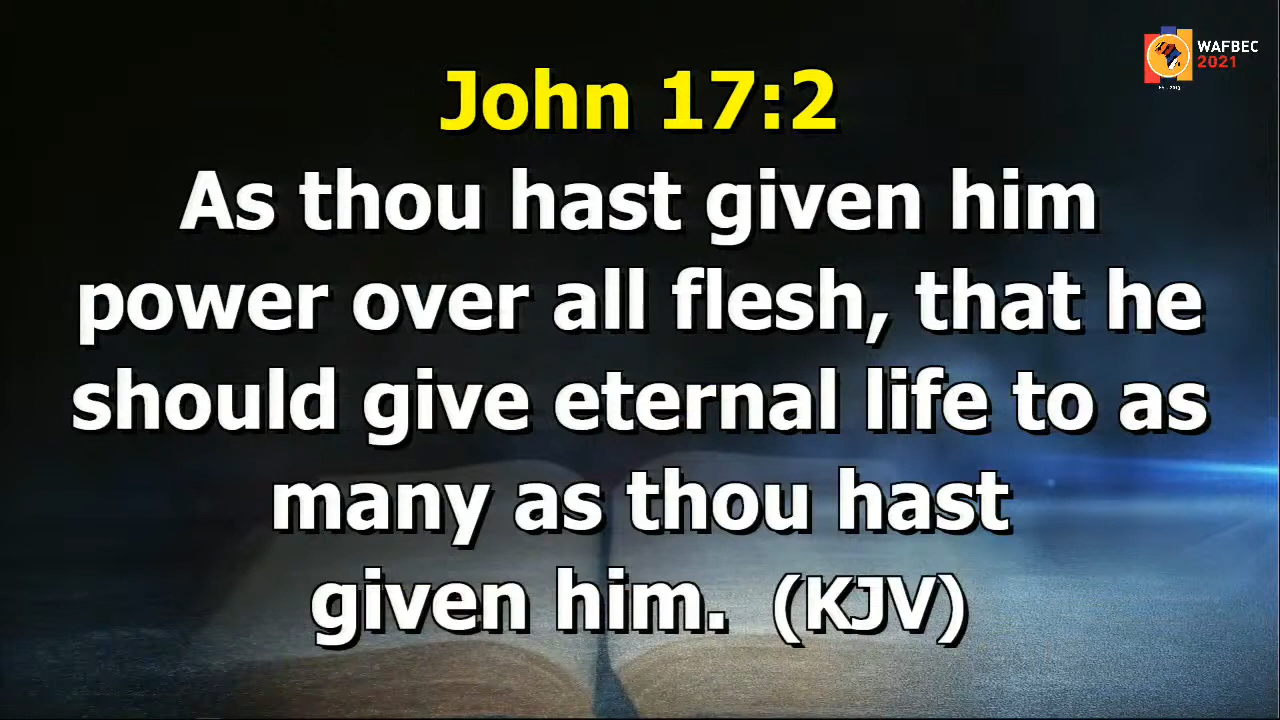 WAFBEC
2021
John 17:2
As thou hast given him
power over all flesh, that he
should give eternal life to as
many as thou hast
given him. (KJV)